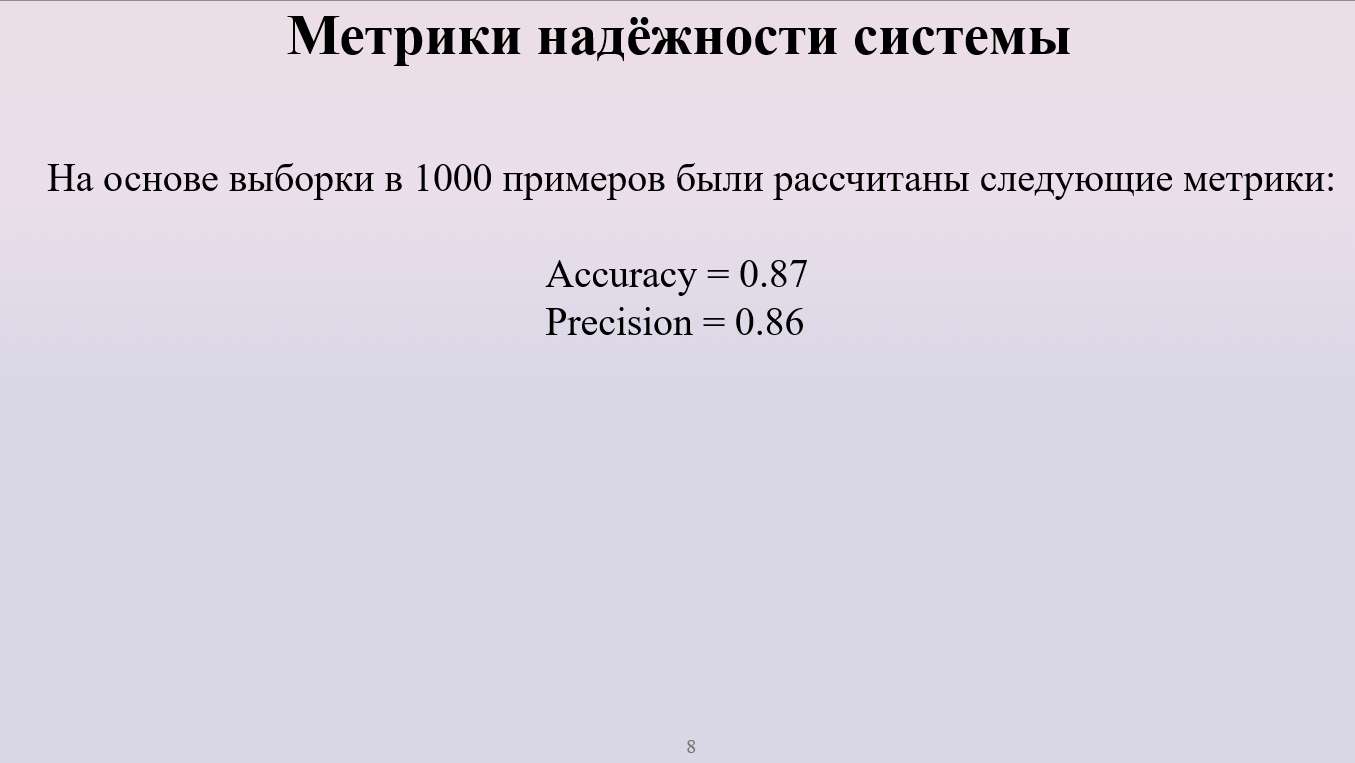 Метрики надёжности системы
На основе выборки в 1000 примеров были рассчитаны следующие метрики:
Accuracy = 0.87
Precision = 0.86
8